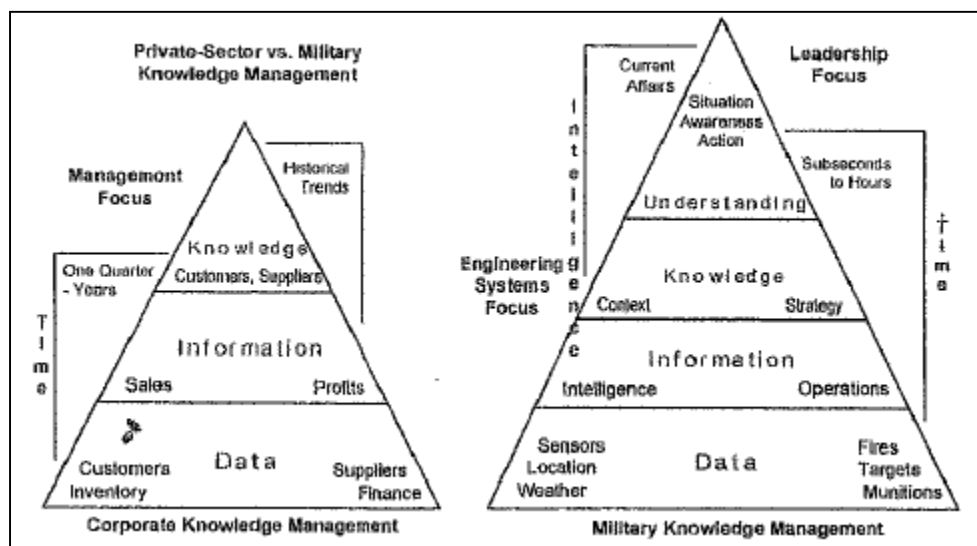 Private-Sector vs. Military
Knowledge Management
Management
Focus
Historical
Trends
One Quarter
- Years
Time
Knowledge
Customers, Suppliers
Information
Sales
Profits
Data
Customers
Inventory
Suppliers
Finance
Corporate Knowledge Management
Current
Affairs
Leadership
Focus
Intelligence
Situation
Awareness
Action
Subseconds
to Hours
time
Understanding
Engineering
Systems
Focus
Knowledge
Context
Strategy
Information
Intelligence
Operations
Data
Sensors
Location
Weather
Fires
Targets
Munitions
Military Knowledge Management